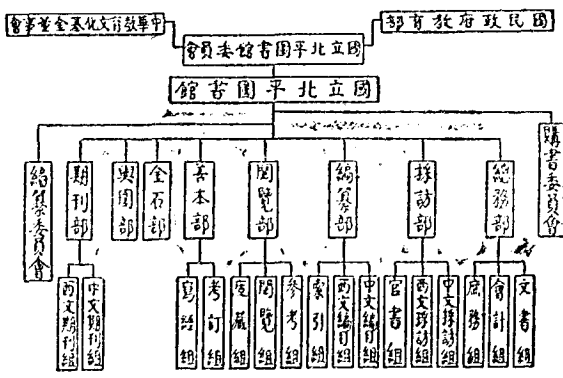 國民政府教育部
中華教育文化基金董事會
國立北平圖書館委員會
國立北平圖書館
購書委員會
總務部
採訪部
編纂部
閱覽部
善本部
金石部
輿圖部
期刊部
編纂委員會
文書組
會計組
庶務組
中文採訪組
西文採訪組
官書組
中文編目組
西文編目組
索引組
參考組
閱覽組
庋藏組
考訂組
寫經組
中文期刊組
西文期刊組